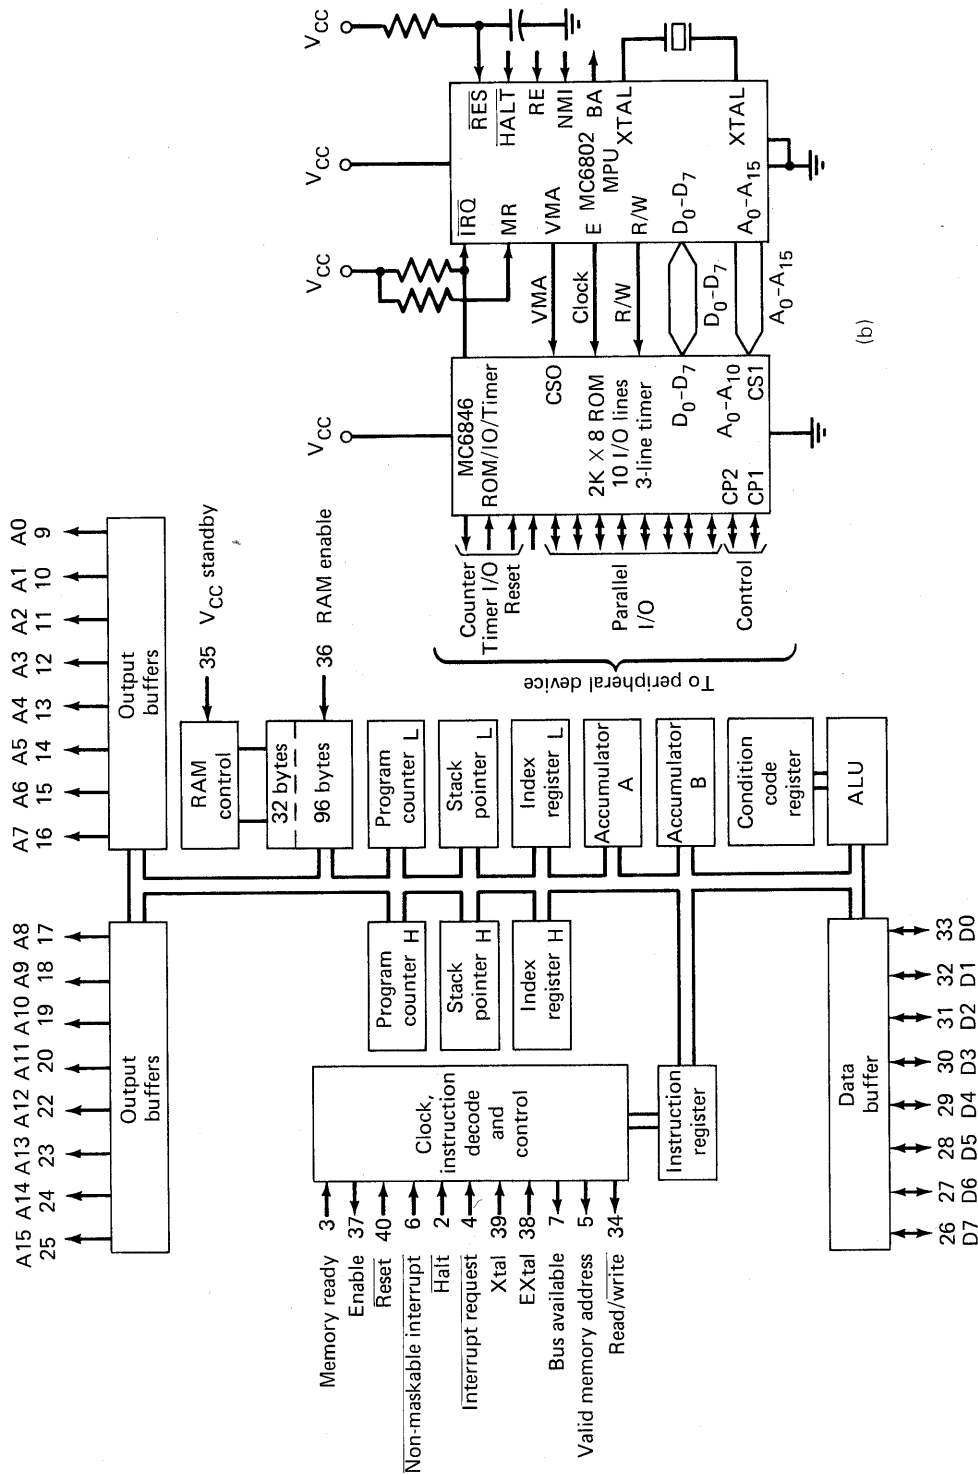 A15 A14 A13 A12 A11 A10 A9 A8
25 24 23 22 20 19 18 17
A7 A6 A5 A4 A3 A2 A1 A0
16 15 14 13 12 11 10 9
Output
buffers
Output
buffers
RAM
control
35 V_CC standby
32 bytes
96 bytes
36 RAM enable
Memory ready 3
Enable 37
Reset 40
Non-maskable interrupt 6
Halt 2
Interrupt request 4
Xtal 39
EXtal 38
Bus available 7
Valid memory address 5
Read/write 34
Clock,
instruction
decode
and
control
Program
counter H
Program
counter L
Stack
pointer H
Stack
pointer L
Index
register H
Index
register L
Accumulator
A
Accumulator
B
Instruction
register
Condition
code
register
ALU
Data
buffer
26 27 28 29 30 31 32 33
D7 D6 D5 D4 D3 D2 D1 D0
V_CC
V_CC
V_CC
V_CC
MC6846
ROM/IO/Timer
CSO
2K X 8 ROM
10 I/O lines
3-line timer
D0-D7
CP2 A0-A10
CP1 CS1
Counter
Timer I/O
Reset
Parallel
I/O
Control
To peripheral device
VMA
Clock
R/W
D0-D7
A0-A15
IRQ
MR
VMA
E
R/W
D0-D7
A0-A15
MC6802
MPU
RES
HALT
RE
NMI
BA
XTAL
XTAL
(b)